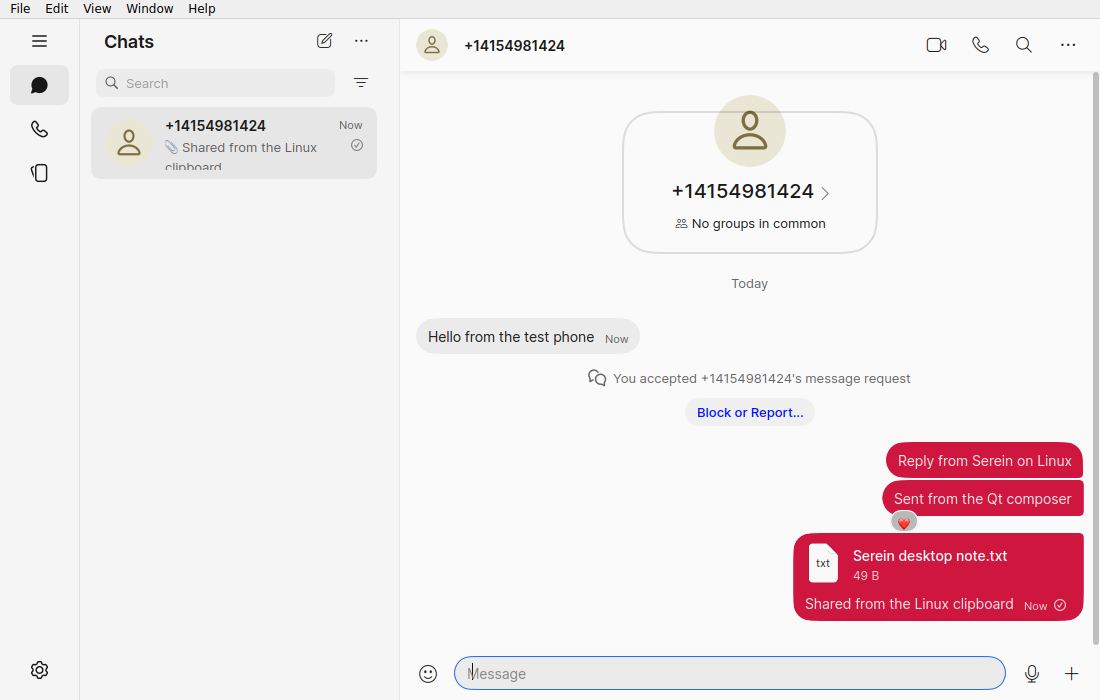 File Edit View Window Help
Chats
Search
+14154981424 Now
Shared from the Linux
clipboard
+14154981424
+14154981424
No groups in common
Today
Hello from the test phone Now
You accepted +14154981424's message request
Block or Report...
Reply from Serein on Linux
Sent from the Qt composer
txt
Serein desktop note.txt
49 B
Shared from the Linux clipboard Now
Message